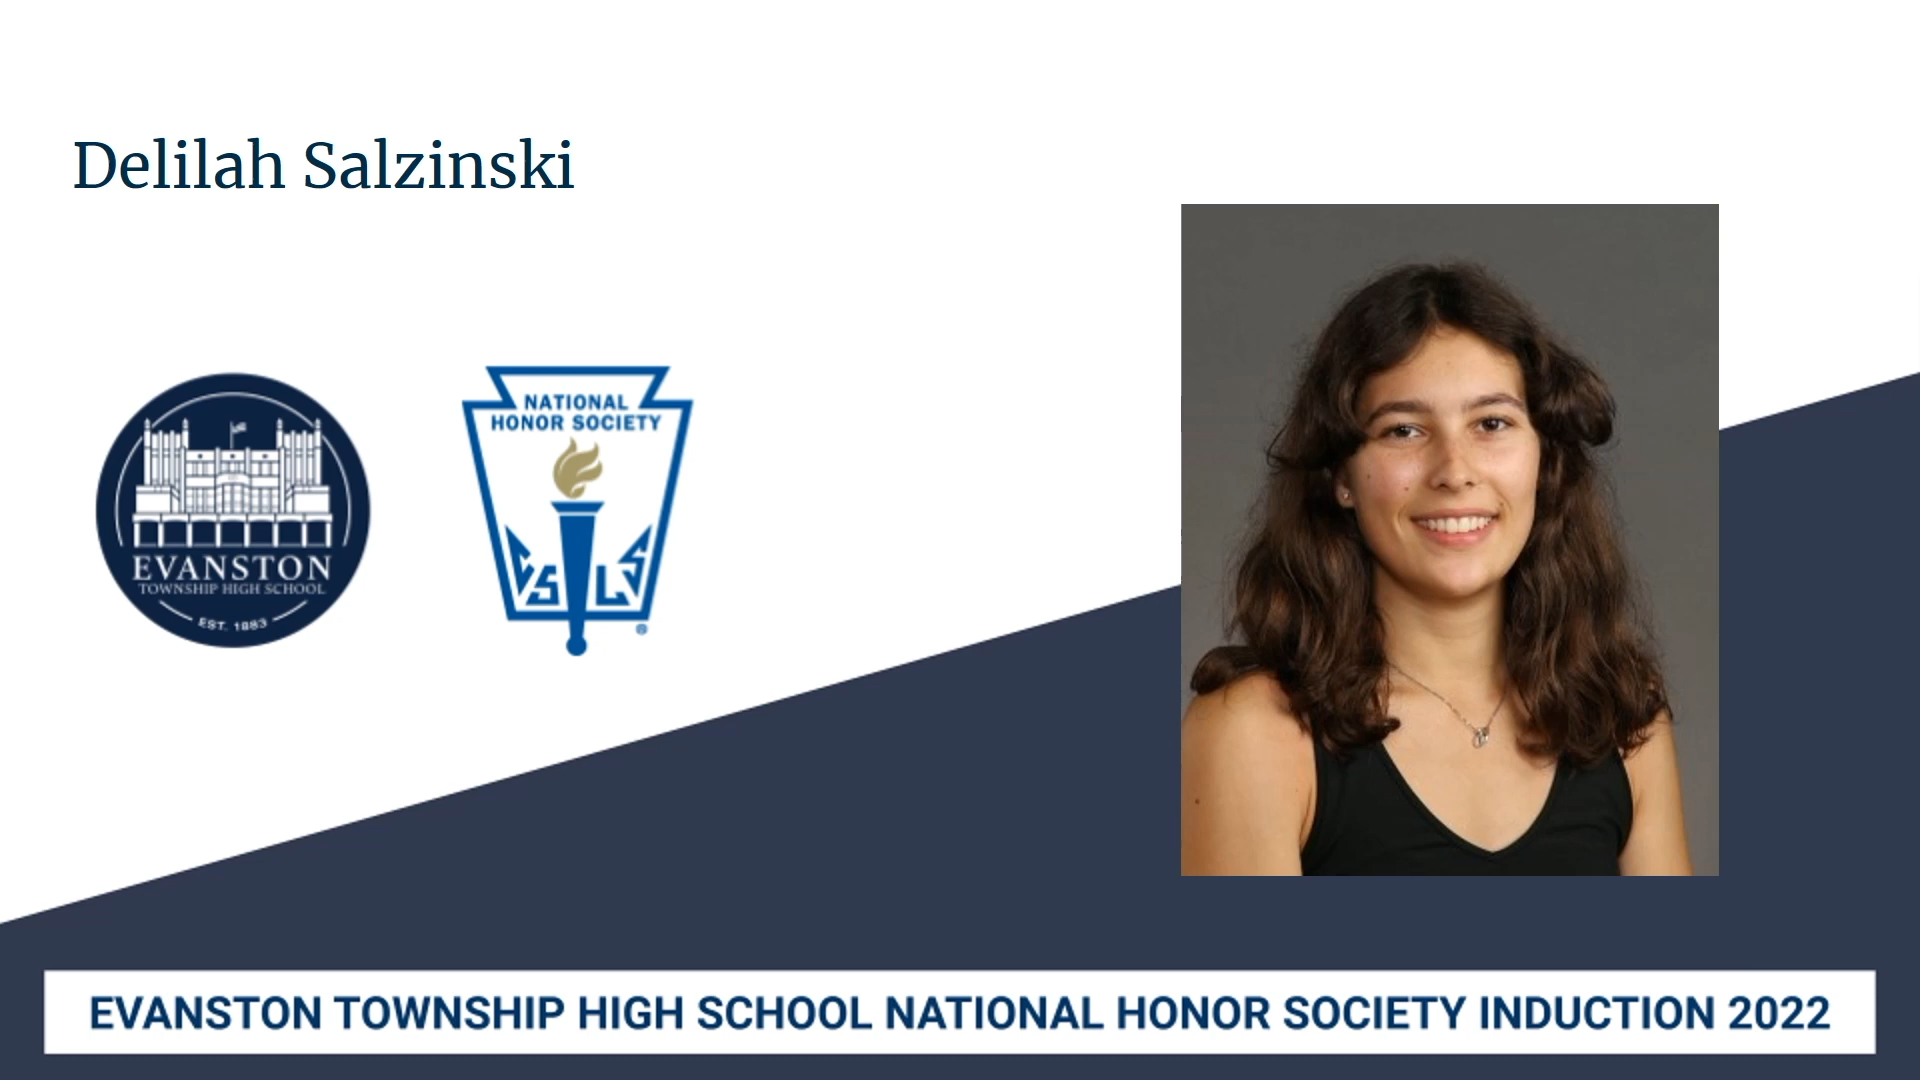 Delilah Salzinski
EVANSTON
TOWNSHIP HIGH SCHOOL
EST. 1883
NATIONAL
HONOR SOCIETY
C S L S
®
EVANSTON TOWNSHIP HIGH SCHOOL NATIONAL HONOR SOCIETY INDUCTION 2022